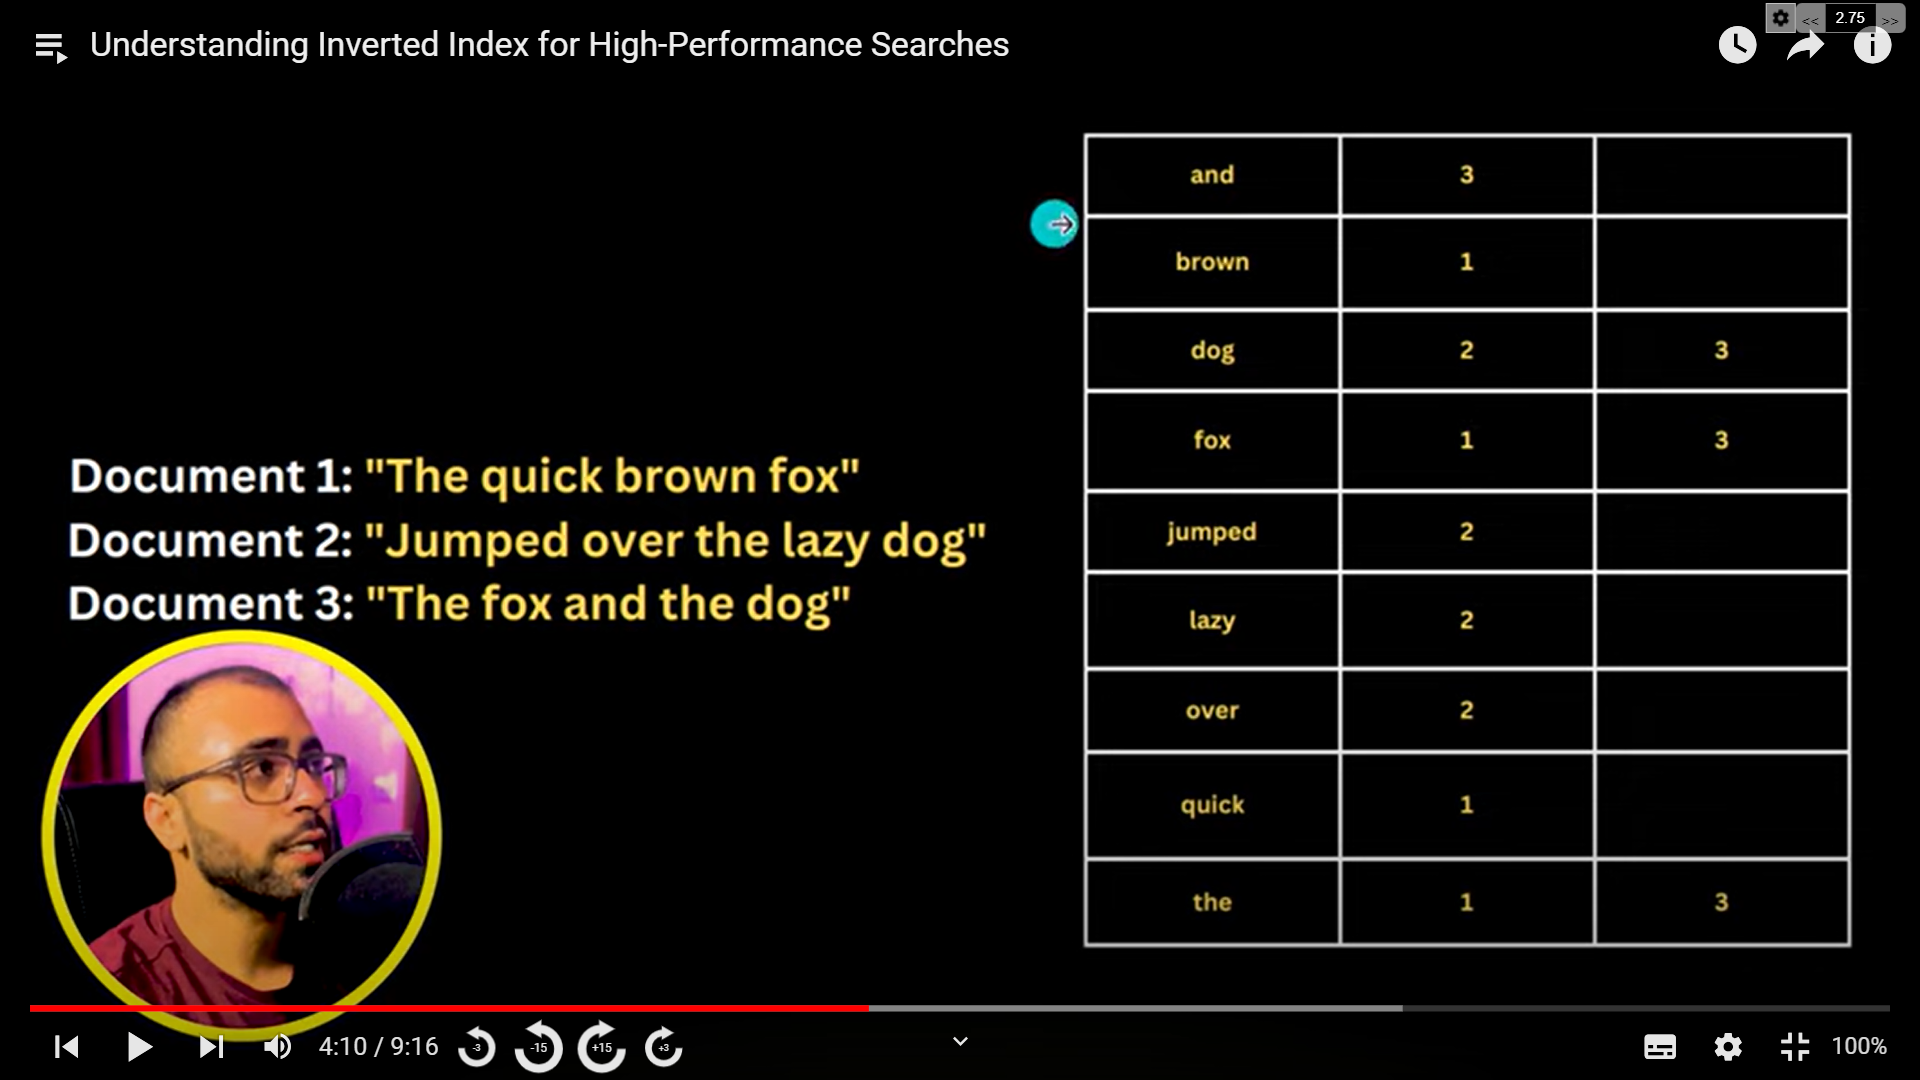 Understanding Inverted Index for High-Performance Searches
<< 2.75 >>
and 3
brown 1
dog 2 3
fox 1 3
jumped 2
lazy 2
over 2
quick 1
the 1 3
Document 1: "The quick brown fox"
Document 2: "Jumped over the lazy dog"
Document 3: "The fox and the dog"
4:10 / 9:16 -3 -15 +15 +3 100%